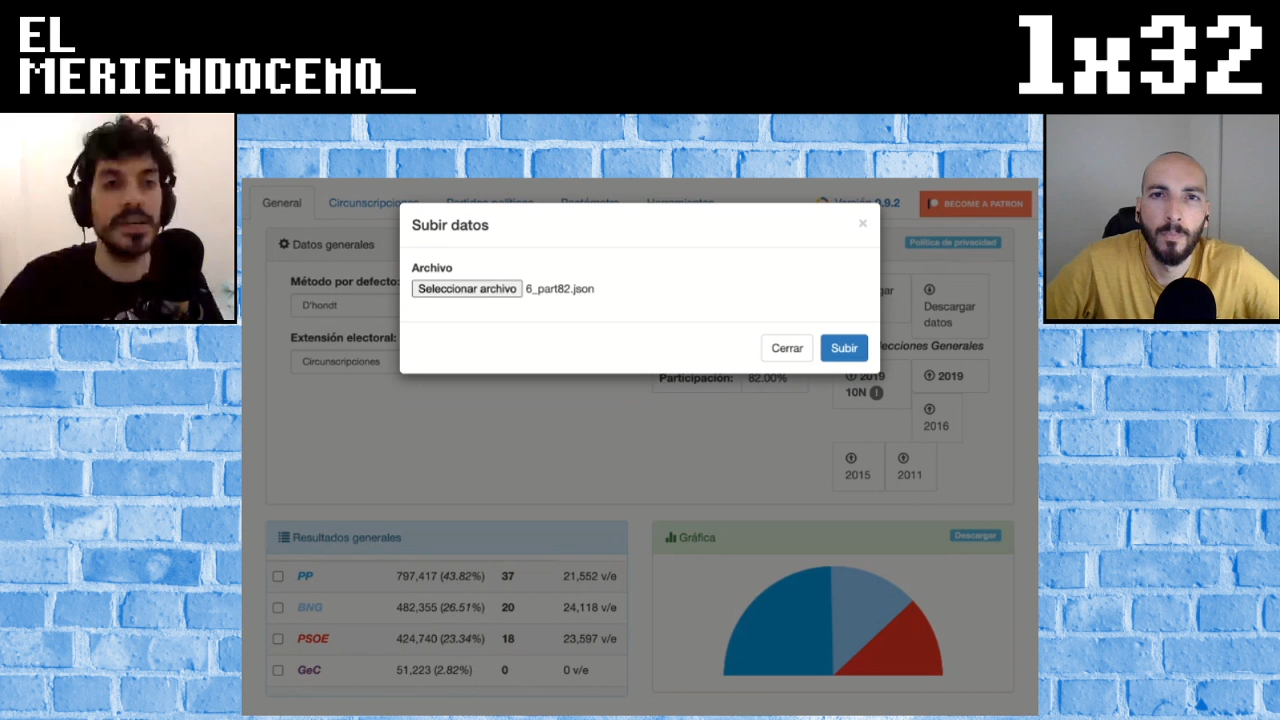 EL
MERIENDOCENO_
1x32
General
Circunscripciones
Partidos políticos
Herramientas
Versión 0.9.2
BECOME A PATRON
Subir datos
×
Datos generales
Política de privacidad
Archivo
Seleccionar archivo 6_part82.json
Método por defecto:
D'hondt
Descargar
datos
Extensión electoral:
Circunscripciones
Cerrar
Subir
Elecciones Generales
Participación: 82.00%
2019
10N
2019
2016
2015
2011
Resultados generales
Gráfica
Descargar
PP 797,417 (43.82%) 37 21,552 v/e
BNG 482,355 (26.51%) 20 24,118 v/e
PSOE 424,740 (23.34%) 18 23,597 v/e
GeC 51,223 (2.82%) 0 0 v/e